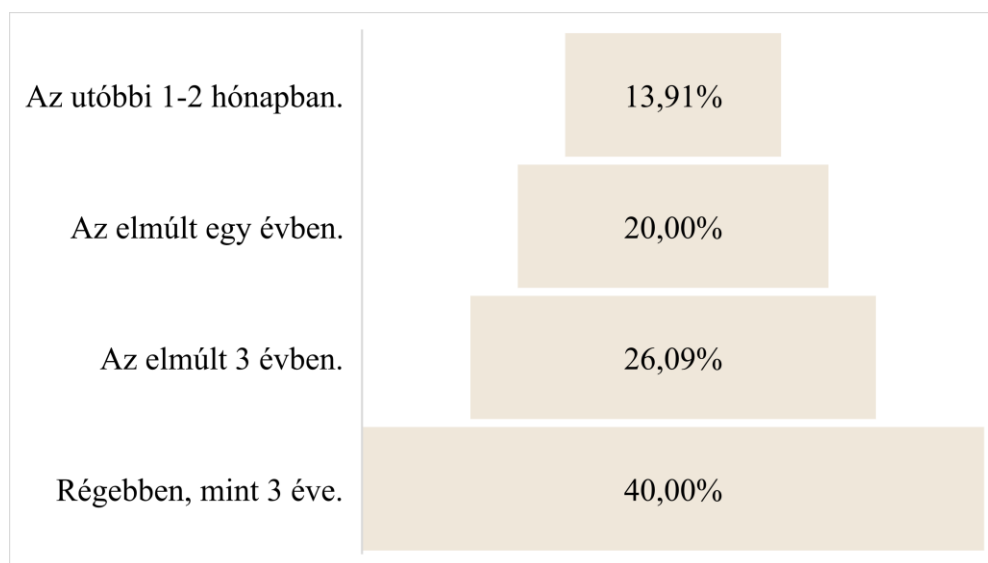 Az utóbbi 1-2 hónapban.
13,91%
Az elmúlt egy évben.
20,00%
Az elmúlt 3 évben.
26,09%
Régebben, mint 3 éve.
40,00%